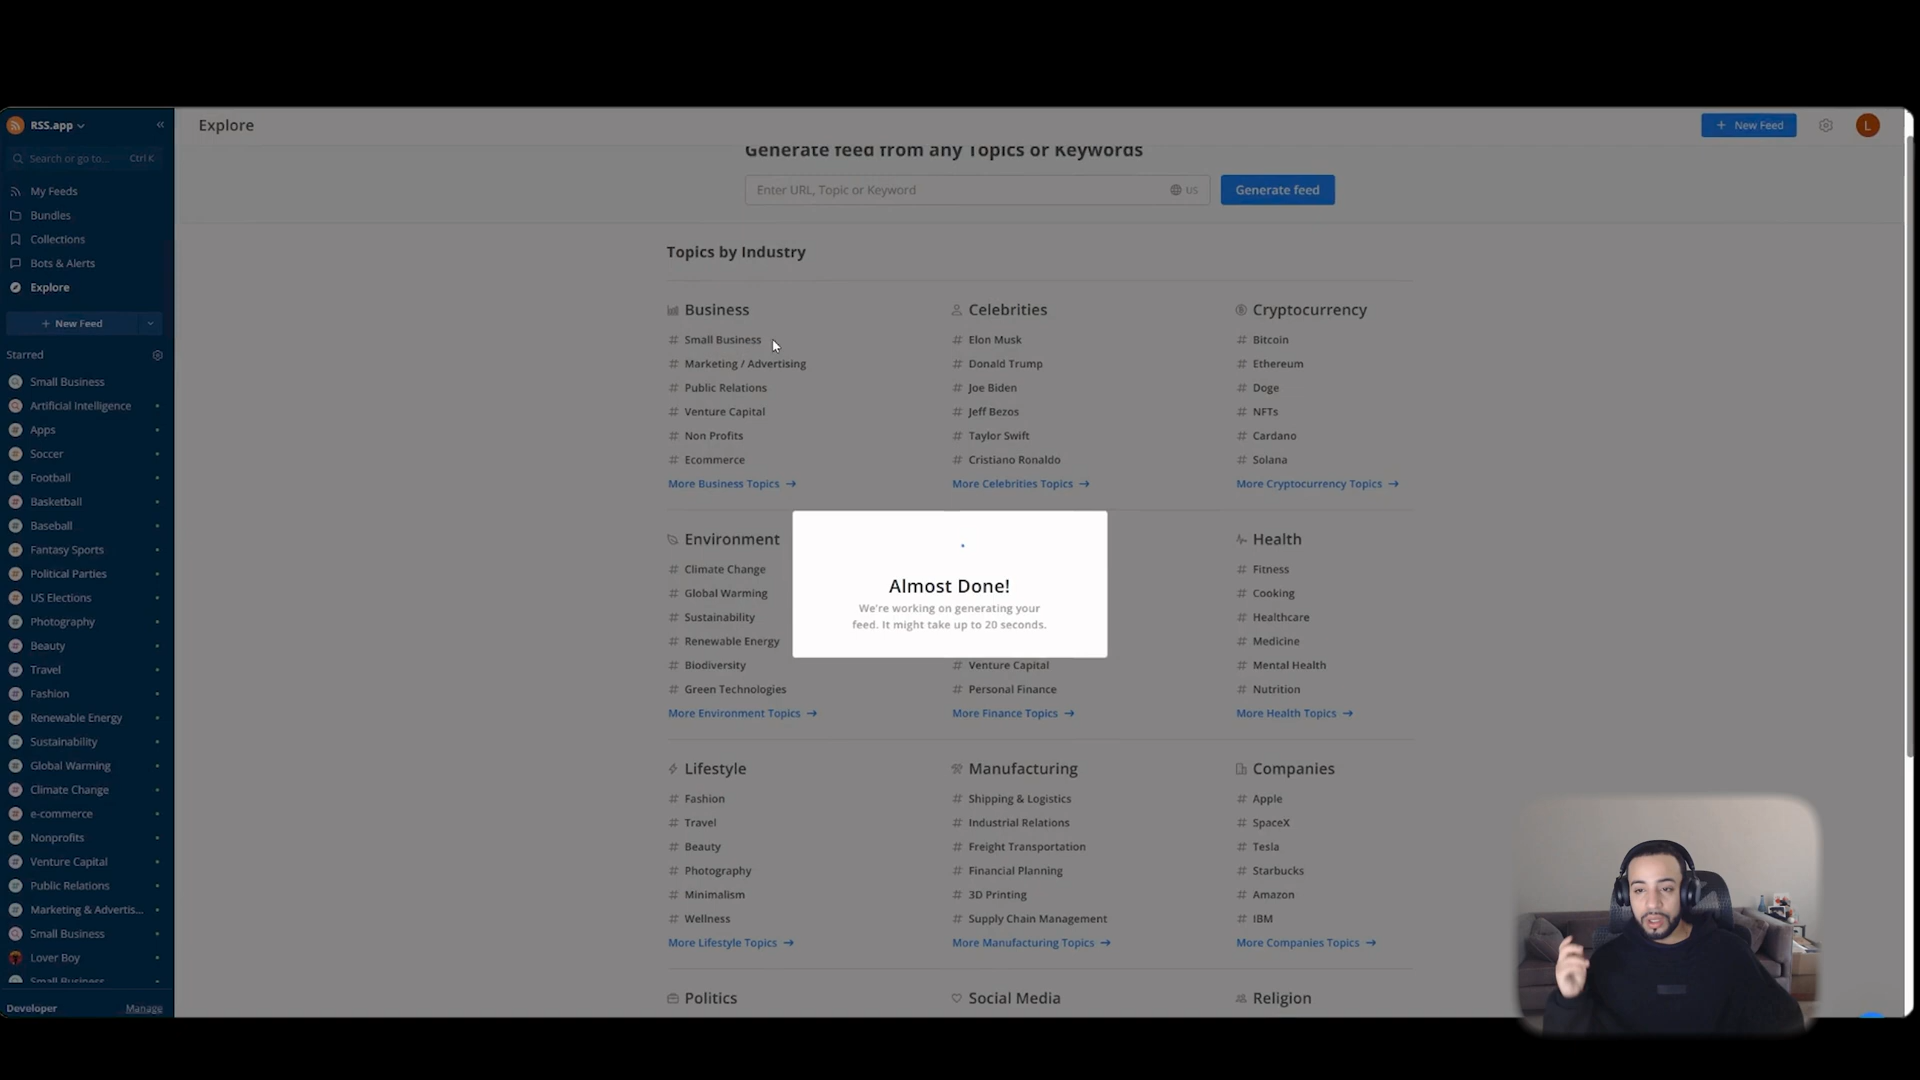 RSS.app
Explore
+ New Feed
L
Search or go to... Ctrl K
Generate feed from any Topics or Keywords
Enter URL, Topic or Keyword
US
Generate feed
My Feeds
Bundles
Collections
Bots & Alerts
Explore
+ New Feed
Starred
Small Business
Artificial Intelligence
Apps
Soccer
Football
Basketball
Baseball
Fantasy Sports
Political Parties
US Elections
Photography
Beauty
Travel
Fashion
Renewable Energy
Sustainability
Global Warming
Climate Change
e-commerce
Nonprofits
Venture Capital
Public Relations
Marketing & Advertis...
Small Business
Lover Boy
Small Business
Developer
Manage
Topics by Industry
Business
# Small Business
# Marketing / Advertising
# Public Relations
# Venture Capital
# Non Profits
# Ecommerce
More Business Topics →
Celebrities
# Elon Musk
# Donald Trump
# Joe Biden
# Jeff Bezos
# Taylor Swift
# Cristiano Ronaldo
More Celebrities Topics →
Cryptocurrency
# Bitcoin
# Ethereum
# Doge
# NFTs
# Cardano
# Solana
More Cryptocurrency Topics →
Environment
# Climate Change
# Global Warming
# Sustainability
# Renewable Energy
# Biodiversity
# Green Technologies
More Environment Topics →
Almost Done!
We're working on generating your
feed. It might take up to 20 seconds.
# Venture Capital
# Personal Finance
More Finance Topics →
Health
# Fitness
# Cooking
# Healthcare
# Medicine
# Mental Health
# Nutrition
More Health Topics →
Lifestyle
# Fashion
# Travel
# Beauty
# Photography
# Minimalism
# Wellness
More Lifestyle Topics →
Manufacturing
# Shipping & Logistics
# Industrial Relations
# Freight Transportation
# Financial Planning
# 3D Printing
# Supply Chain Management
More Manufacturing Topics →
Companies
# Apple
# SpaceX
# Tesla
# Starbucks
# Amazon
# IBM
More Companies Topics →
Politics
Social Media
Religion